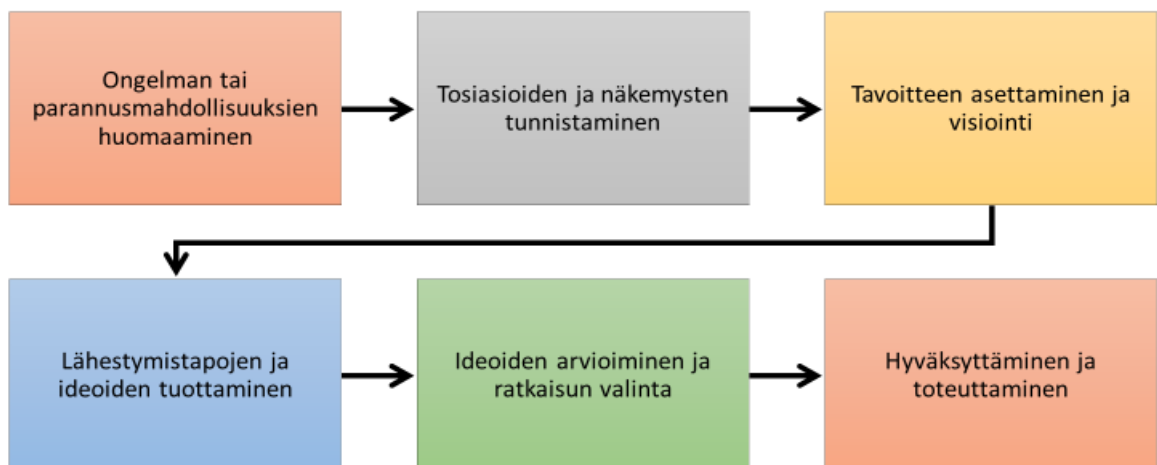 Ongelman tai
parannusmahdollisuuksien
huomaaminen
Tosiasioiden ja näkemysten
tunnistaminen
Tavoitteen asettaminen ja
visiointi
Lähestymistapojen ja
ideoiden tuottaminen
Ideoiden arvioiminen ja
ratkaisun valinta
Hyväksyttäminen ja
toteuttaminen